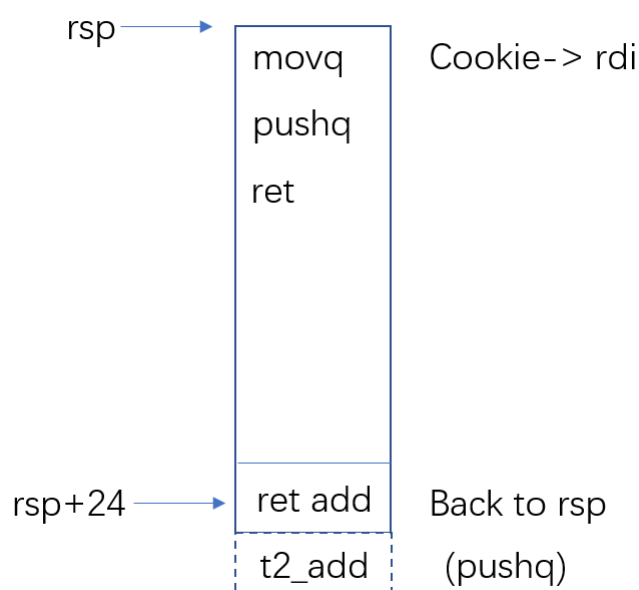 rsp
movq Cookie-> rdi
pushq
ret
rsp+24 ret add Back to rsp
t2_add (pushq)